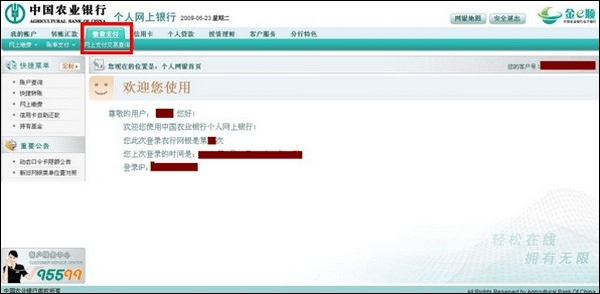 中国农业银行 个人网上银行 2009-06-23 星期二 网银地图 安全退出 金e顺
AGRICULTURAL BANK OF CHINA
我的账户 转账汇款 缴费支付 信用卡 个人贷款 投资理财 客户服务 分行特色
网上缴费 账单支付 网上支付交易查询
快捷菜单 定制 您现在的位置是：个人网银首页 您的客户号：
账户查询
快捷转账
网上缴费
信用卡自助还款
持有基金
重要公告
动态口令卡限额公告
新旧网银菜单位置对照
欢迎您使用
尊敬的用户： 您好！
欢迎您使用中国农业银行个人网上银行！
您此次登录农行网银是第 次
您上次登录的时间是：
登录IP：
轻松在线
拥有无限
客户服务中心
CUSTOMER SERVICE CENTER
95599
中国农业银行版权所有 All Rights Reserved by Agricultural Bank Of China